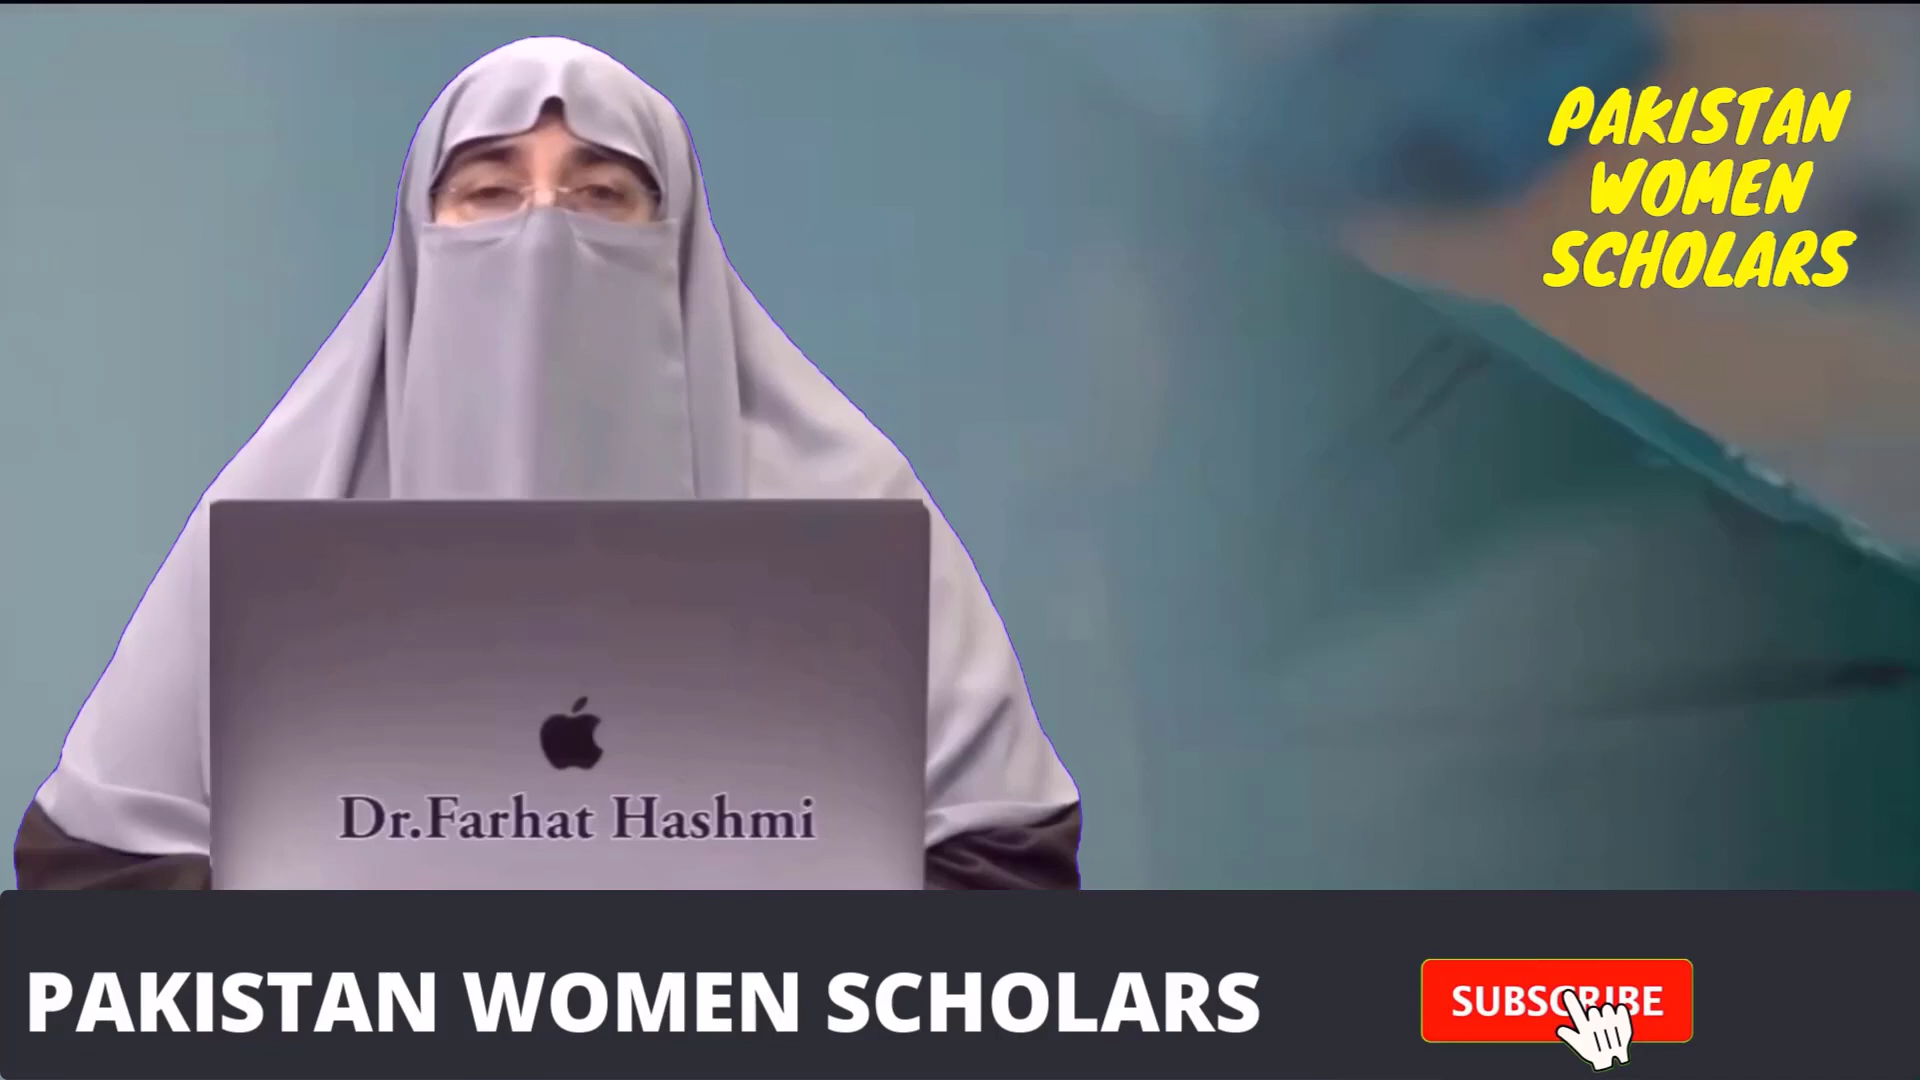 PAKISTAN
WOMEN
SCHOLARS
Dr.Farhat Hashmi
PAKISTAN WOMEN SCHOLARS
SUBSCRIBE